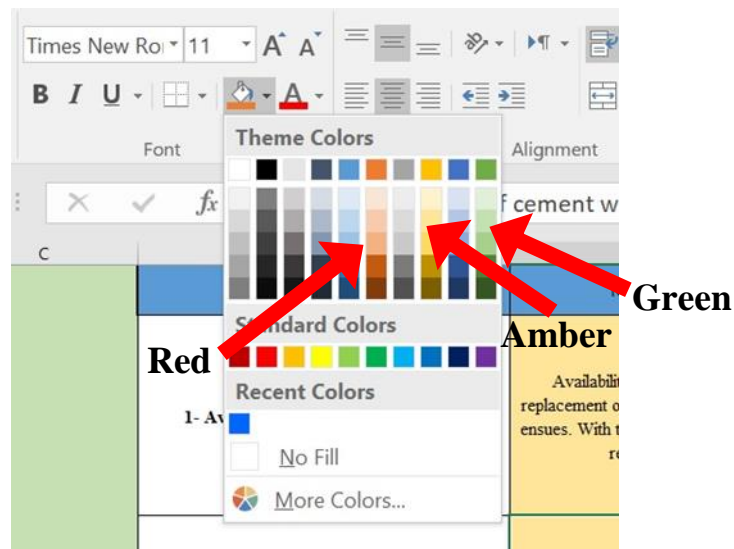 Times New Ro 11 A A
B I U A
Font
Alignment
Theme Colors
fx
f cement w
C
Green
Standard Colors
Amber
Red
Recent Colors
1- Av
Availabilit
replacement o
ensues. With t
re
No Fill
More Colors...